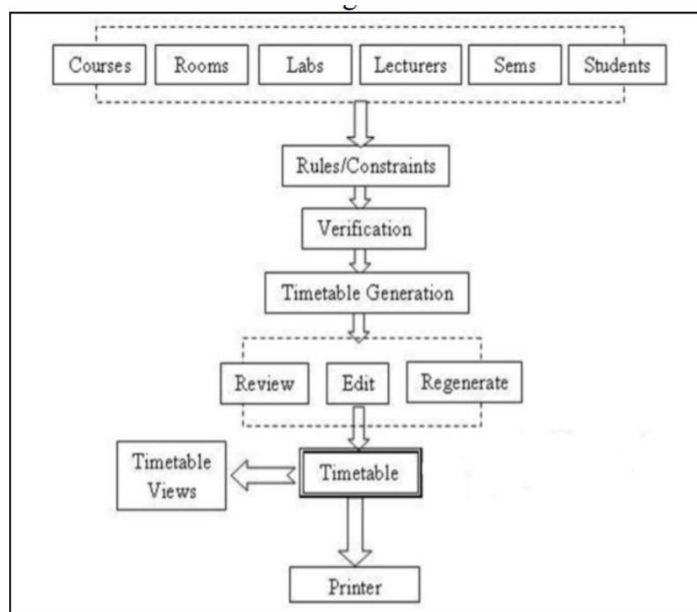 Courses
Rooms
Labs
Lecturers
Sems
Students
Rules/Constraints
Verification
Timetable Generation
Review
Edit
Regenerate
Timetable
Views
Timetable
Printer